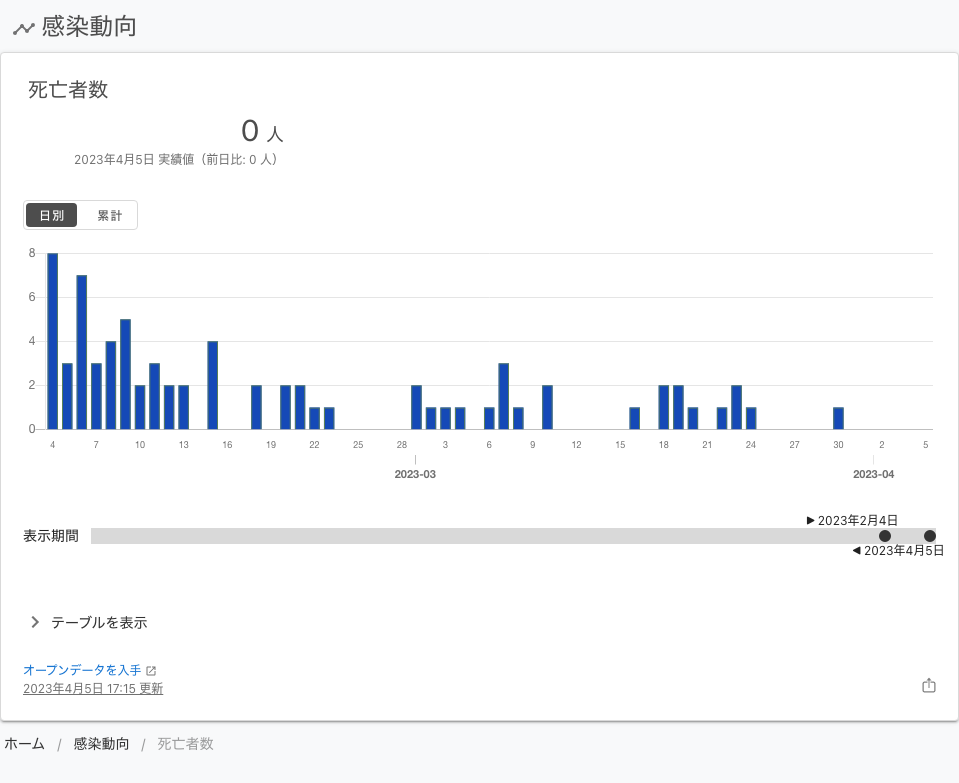 感染動向
死亡者数
0 人
2023年4月5日 実績値（前日比: 0 人）
日別 累計
8
6
4
2
0
4 7 10 13 16 19 22 25 28 3 6 9 12 15 18 21 24 27 30 2 5
2023-03 2023-04
2023年2月4日
表示期間
2023年4月5日
テーブルを表示
オープンデータを入手
2023年4月5日 17:15 更新
ホーム / 感染動向 / 死亡者数